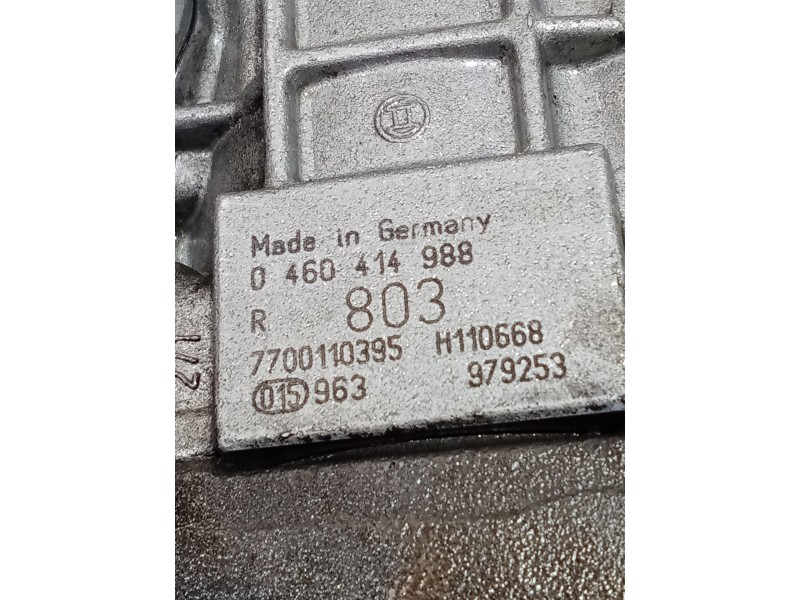 Made in Germany
0 460 414 988
R 803
7700110395 H110668
015 963 979253